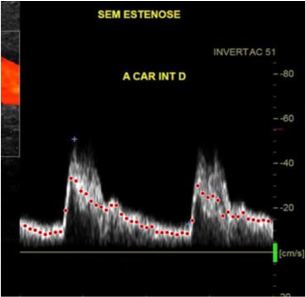 SEM ESTENOSE
INVERTAC 51
A CAR INT D
-80
-60
-40
-20
[cm/s]
20